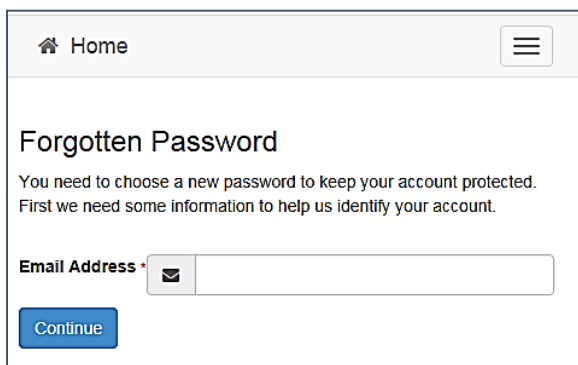 Home
Forgotten Password
You need to choose a new password to keep your account protected.
First we need some information to help us identify your account.
Email Address *
Continue